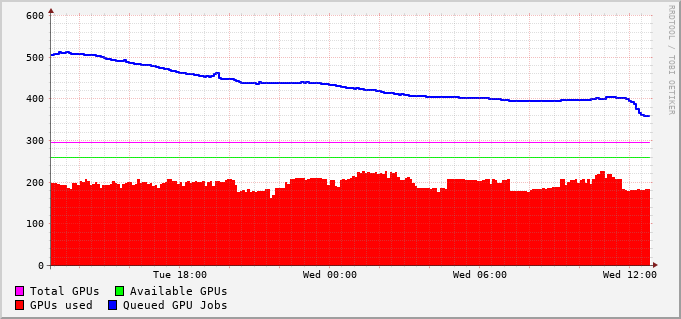 600
500
400
300
200
100
0
Tue 18:00 Wed 00:00 Wed 06:00 Wed 12:00
Total GPUs Available GPUs
GPUs used Queued GPU Jobs
RRDTOOL / TOBI OETIKER